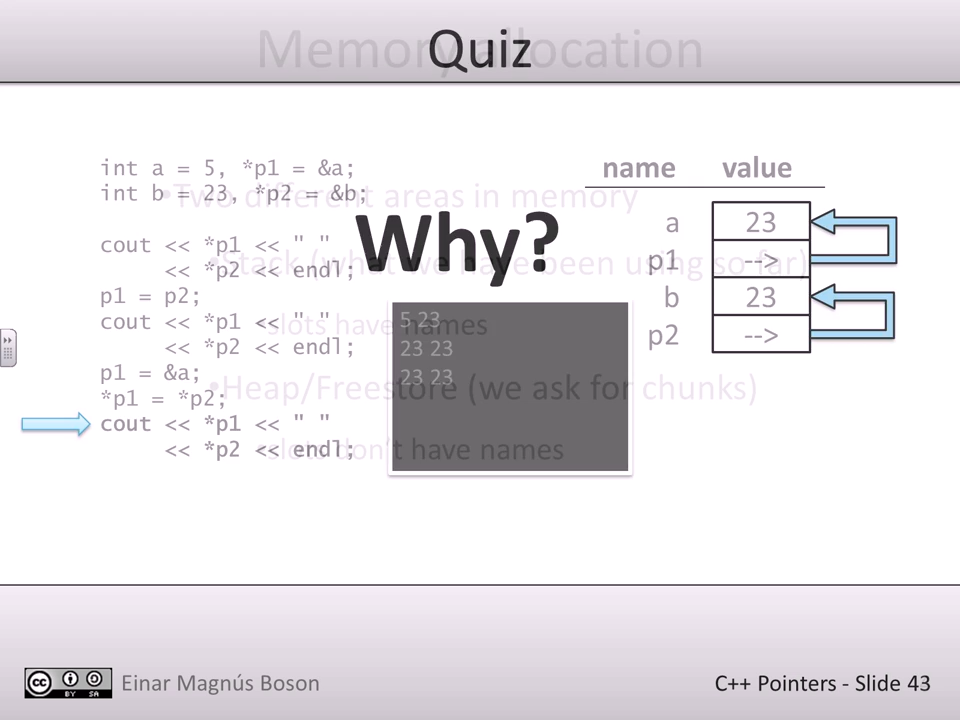 Memory allocation
Quiz
int a = 5, *p1 = &a;
int b = 23, *p2 = &b;
cout << *p1 << " "
<< *p2 << endl;
p1 = p2;
cout << *p1 << " "
<< *p2 << endl;
p1 = &a;
*p1 = *p2;
cout << *p1 << " "
<< *p2 << endl;
•Two different areas in memory
•Stack (what we have been using so far)
•slots have names
•Heap/Freestore (we ask for chunks)
•slots don't have names
Why?
5 23
23 23
23 23
name value
a 23
p1 -->
b 23
p2 -->
BY SA
Einar Magnús Boson
C++ Pointers - Slide 43